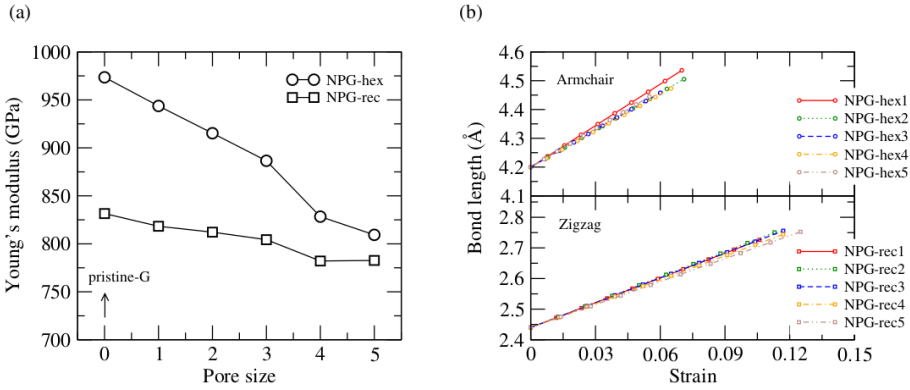 (a)
Young's modulus (GPa)
1000
950
900
850
800
750
700
NPG-hex
NPG-rec
pristine-G
0 1 2 3 4 5
Pore size
(b)
Bond length (Å)
4.6
4.5
4.4
4.3
4.2
4.1
Armchair
NPG-hex1
NPG-hex2
NPG-hex3
NPG-hex4
NPG-hex5
2.8
2.7
2.6
2.5
2.4
Zigzag
NPG-rec1
NPG-rec2
NPG-rec3
NPG-rec4
NPG-rec5
0 0.03 0.06 0.09 0.12 0.15
Strain